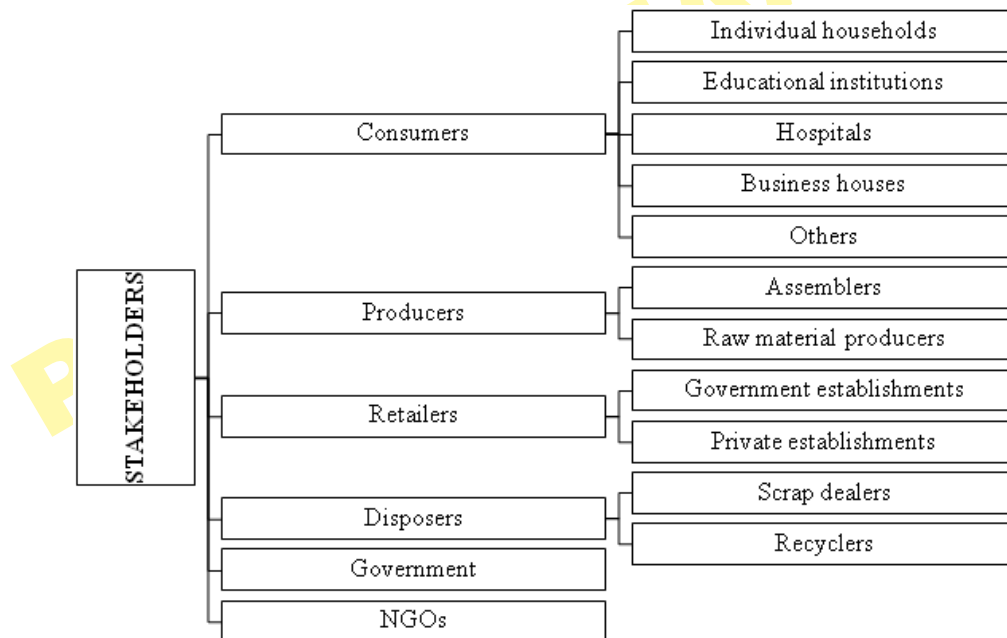 STAKEHOLDERS
Consumers
Individual households
Educational institutions
Hospitals
Business houses
Others
Producers
Assemblers
Raw material producers
Retailers
Government establishments
Private establishments
Disposers
Scrap dealers
Recyclers
Government
NGOs